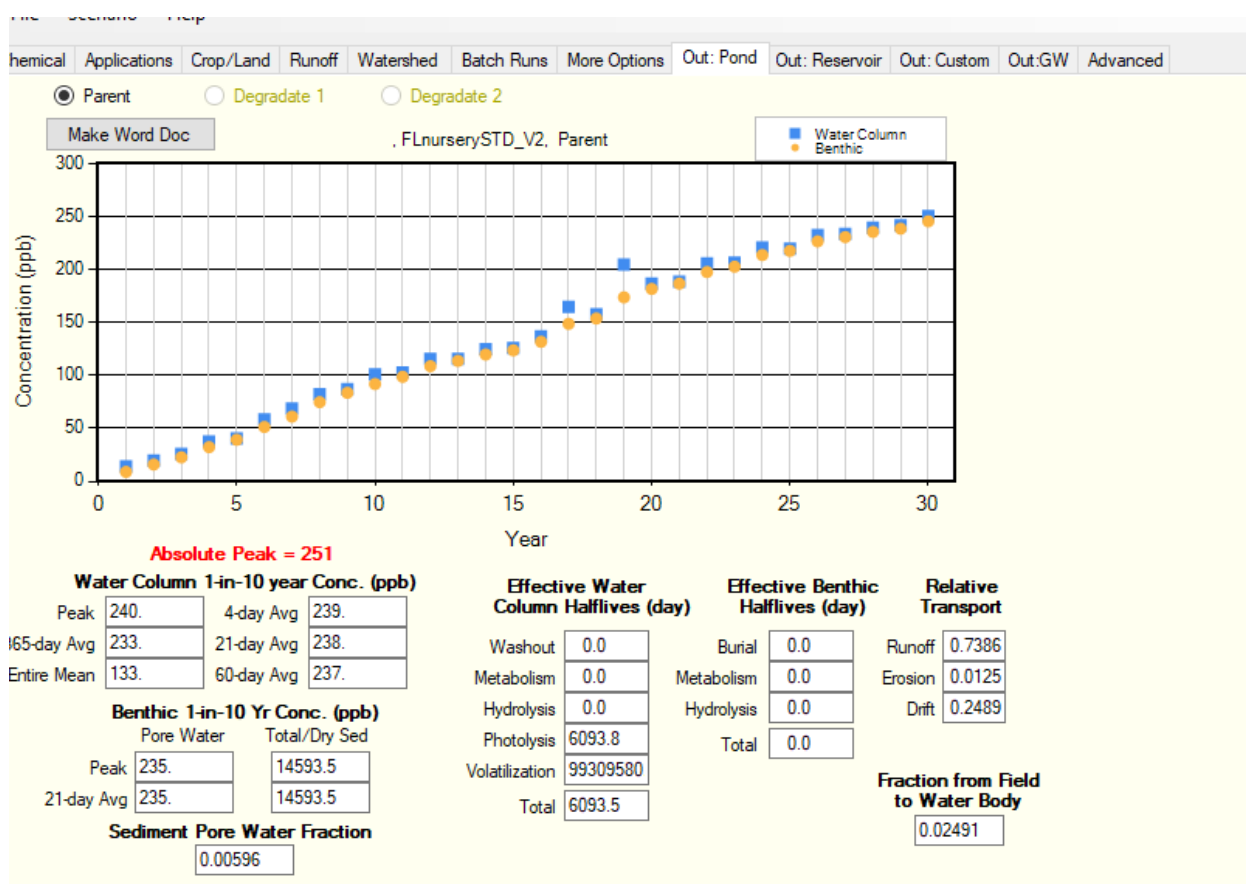 File Scenario Help
hemical Applications Crop/Land Runoff Watershed Batch Runs More Options Out: Pond Out: Reservoir Out: Custom Out:GW Advanced
Parent Degradate 1 Degradate 2
Make Word Doc
, FLnurserySTD_V2, Parent
Water Column
Benthic
300
250
200
150
100
50
0
Concentration (ppb)
0 5 10 15 20 25 30
Year
Absolute Peak = 251
Water Column 1-in-10 year Conc. (ppb)
Peak 240. 4-day Avg 239.
365-day Avg 233. 21-day Avg 238.
Entire Mean 133. 60-day Avg 237.
Benthic 1-in-10 Yr Conc. (ppb)
Pore Water Total/Dry Sed
Peak 235. 14593.5
21-day Avg 235. 14593.5
Sediment Pore Water Fraction
0.00596
Effective Water
Column Halflives (day)
Washout 0.0
Metabolism 0.0
Hydrolysis 0.0
Photolysis 6093.8
Volatilization 99309580
Total 6093.5
Effective Benthic
Halflives (day)
Burial 0.0
Metabolism 0.0
Hydrolysis 0.0
Total 0.0
Relative
Transport
Runoff 0.7386
Erosion 0.0125
Drift 0.2489
Fraction from Field
to Water Body
0.02491